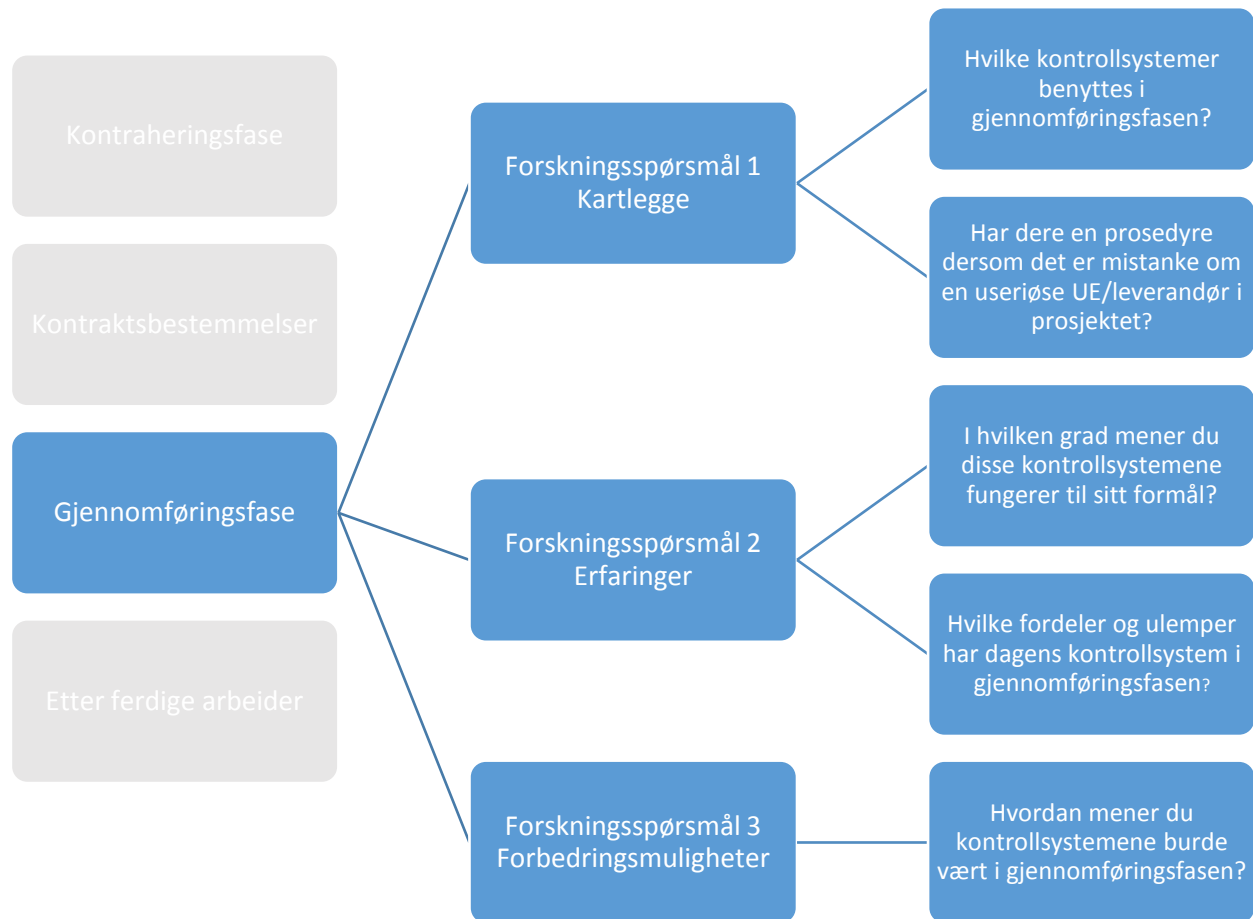 Kontraheringsfase
Kontraktsbestemmelser
Gjennomføringsfase
Etter ferdige arbeider
Forskningsspørsmål 1
Kartlegge
Forskningsspørsmål 2
Erfaringer
Forskningsspørsmål 3
Forbedringsmuligheter
Hvilke kontrollsystemer
benyttes i
gjennomføringsfasen?
Har dere en prosedyre
dersom det er mistanke om
en useriøse UE/leverandør i
prosjektet?
I hvilken grad mener du
disse kontrollsystemene
fungerer til sitt formål?
Hvilke fordeler og ulemper
har dagens kontrollsystem i
gjennomføringsfasen?
Hvordan mener du
kontrollsystemene burde
vært i gjennomføringsfasen?